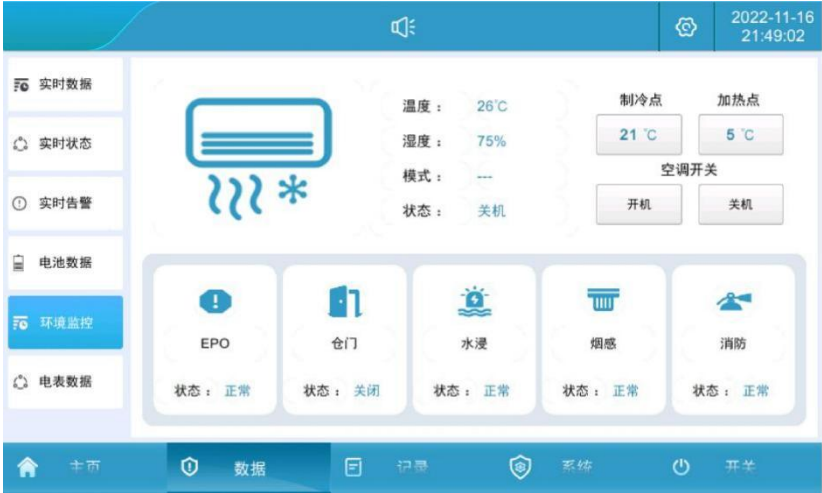 2022-11-16
21:49:02
实时数据
实时状态
实时告警
电池数据
环境监控
电表数据
温度： 26℃
湿度： 75%
模式： ---
状态： 关机
制冷点 加热点
21 ℃ 5 ℃
空调开关
开机 关机
EPO 仓门 水浸 烟感 消防
状态： 正常 状态： 关闭 状态： 正常 状态： 正常 状态： 正常
主页 数据 记录 系统 开关